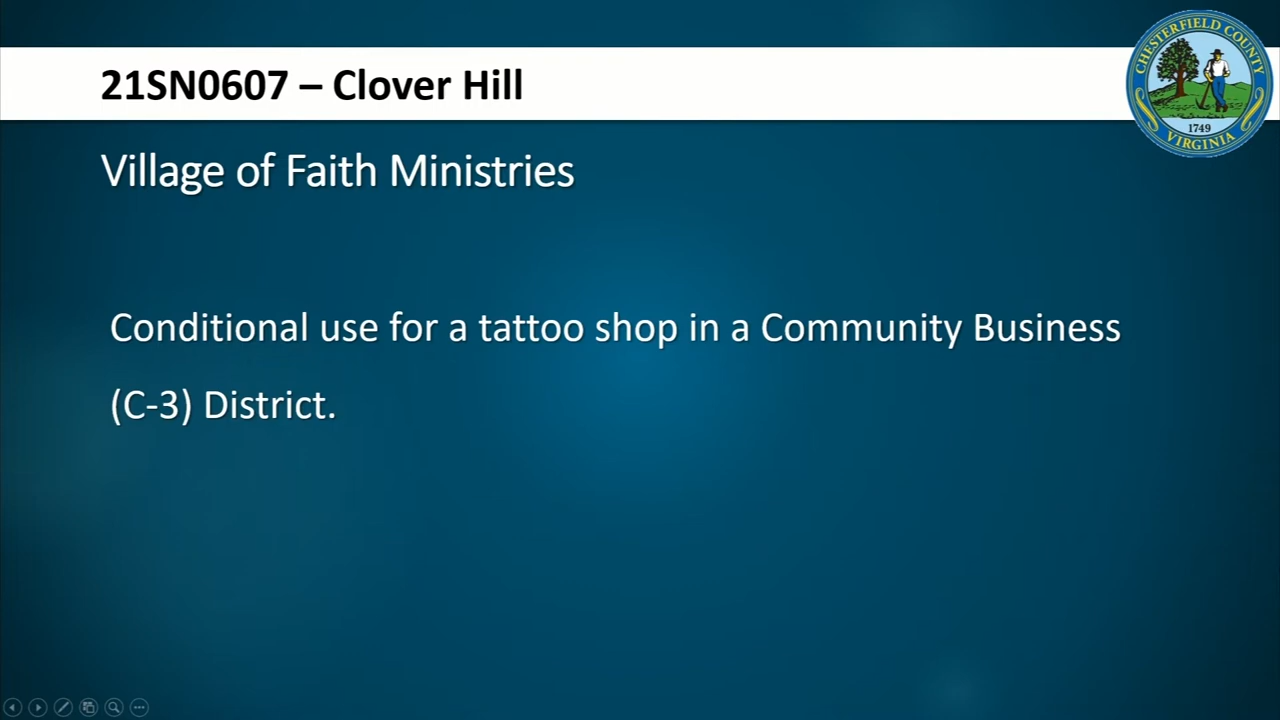 21SN0607 – Clover Hill
CHESTERFIELD COUNTY
1749
VIRGINIA
Village of Faith Ministries
Conditional use for a tattoo shop in a Community Business
(C-3) District.